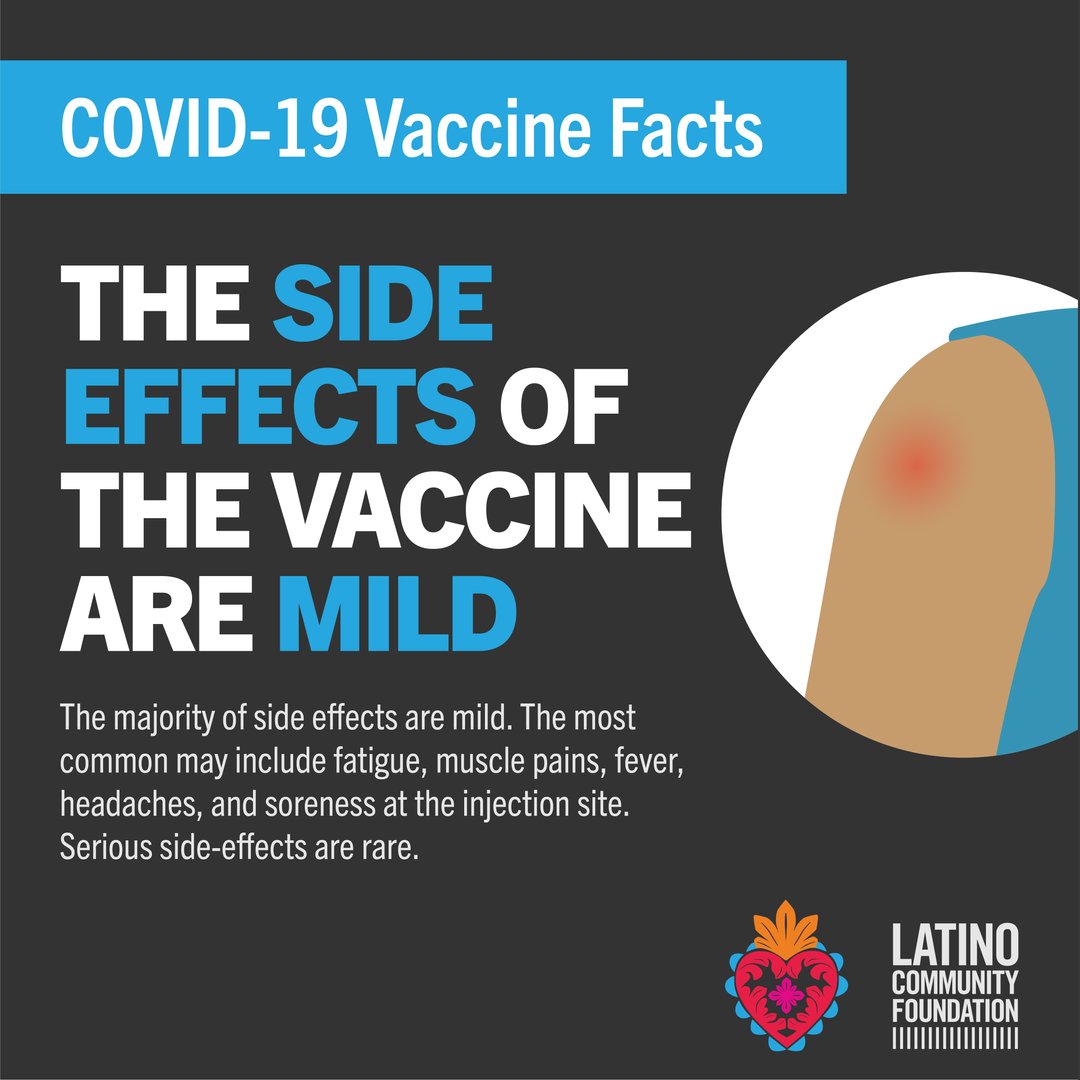 COVID-19 Vaccine Facts
THE SIDE
EFFECTS OF
THE VACCINE
ARE MILD
The majority of side effects are mild. The most
common may include fatigue, muscle pains, fever,
headaches, and soreness at the injection site.
Serious side-effects are rare.
LATINO
COMMUNITY
FOUNDATION